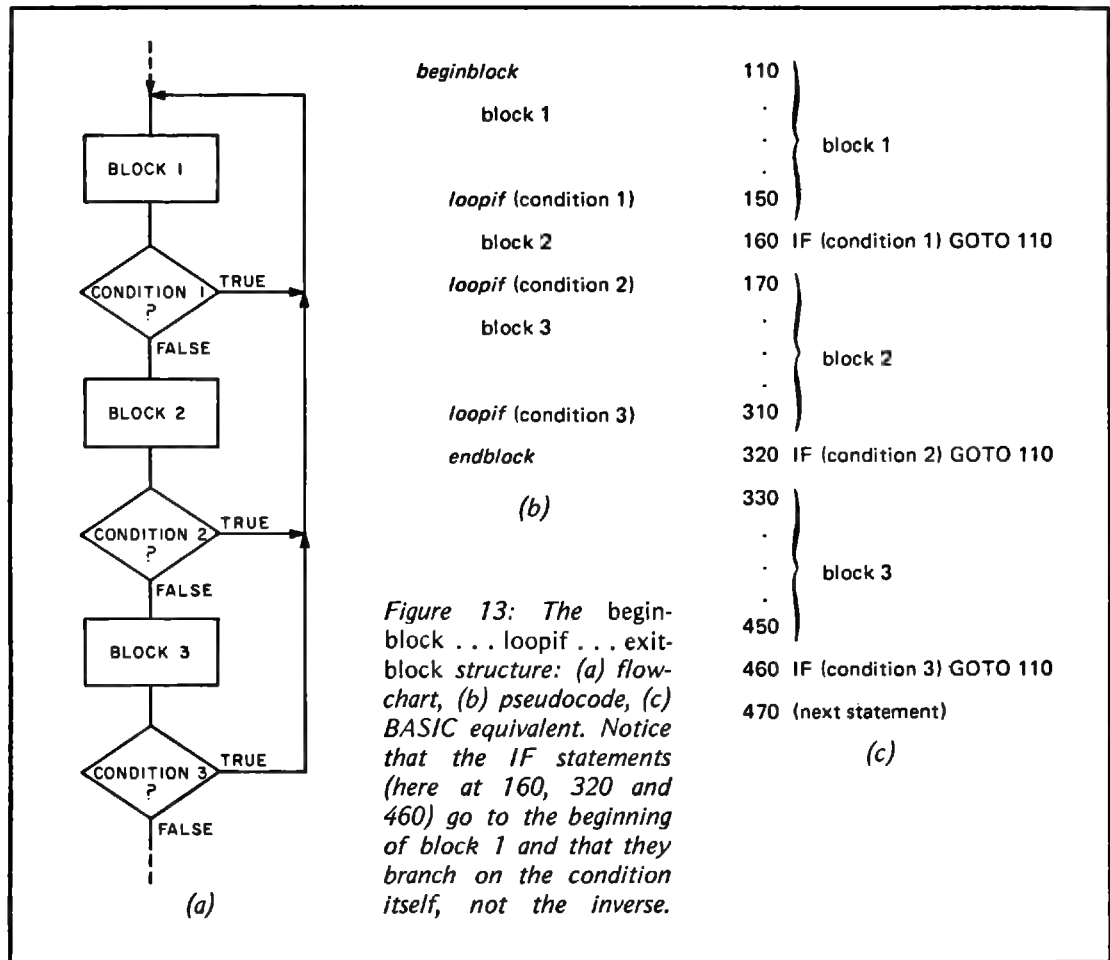 BLOCK 1
CONDITION 1
?
TRUE
FALSE
BLOCK 2
CONDITION 2
?
TRUE
FALSE
BLOCK 3
CONDITION 3
?
TRUE
FALSE
(a)
beginblock
block 1
loopif (condition 1)
block 2
loopif (condition 2)
block 3
loopif (condition 3)
endblock
(b)
110
.
.
.
150
block 1
160 IF (condition 1) GOTO 110
170
.
.
.
310
block 2
320 IF (condition 2) GOTO 110
330
.
.
.
450
block 3
460 IF (condition 3) GOTO 110
470 (next statement)
(c)
Figure 13: The begin-
block . . . loopif . . . exit-
block structure: (a) flow-
chart, (b) pseudocode, (c)
BASIC equivalent. Notice
that the IF statements
(here at 160, 320 and
460) go to the beginning
of block 1 and that they
branch on the condition
itself, not the inverse.